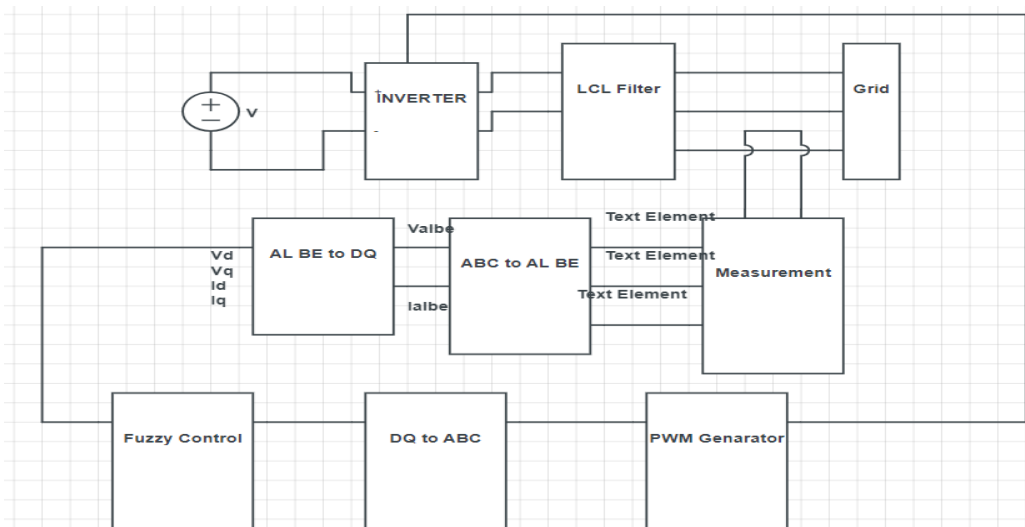 INVERTER
+
-
LCL Filter
Grid
+
V
Text Element
Valbe
AL BE to DQ
Vd
Text Element
ABC to AL BE
Vq
Measurement
Id
Text Element
Iq
Ialbe
Fuzzy Control
DQ to ABC
PWM Genarator